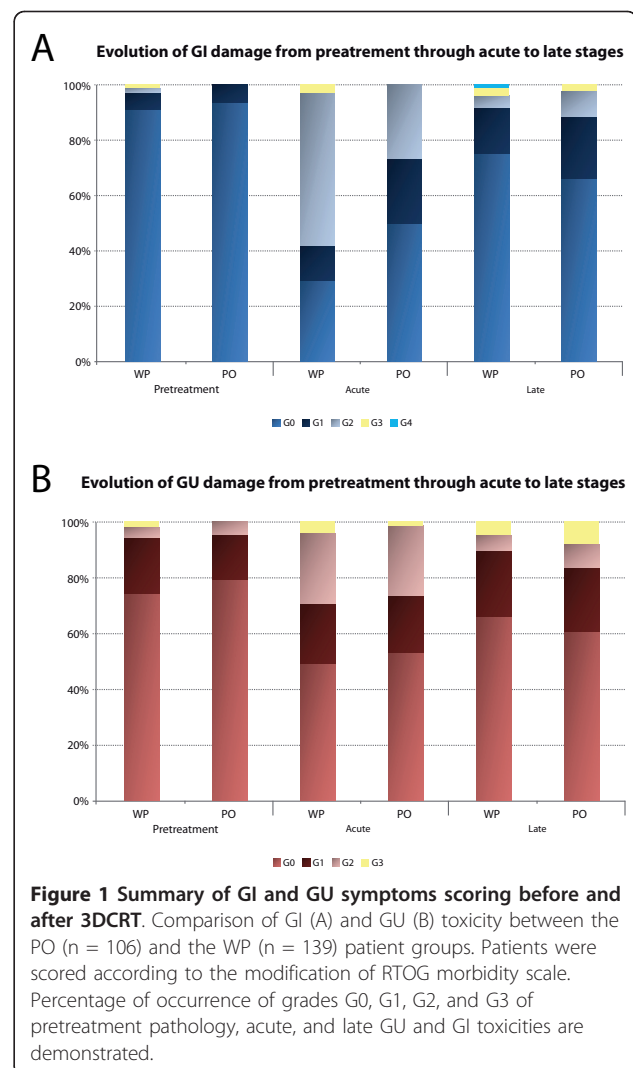 A
Evolution of GI damage from preatrement through acute to late stages
100%
80%
60%
40%
20%
0%
WP PO WP PO WP PO
Pretreatment Acute Late
G0 G1 G2 G3 G4
B
Evolution of GU damage from pretreatment through acute to late stages
100%
80%
60%
40%
20%
0%
WP PO WP PO WP PO
Pretreatment Acute Late
G0 G1 G2 G3
Figure 1 Summary of GI and GU symptoms scoring before and
after 3DCRT. Comparison of GI (A) and GU (B) toxicity between the
PO (n = 106) and the WP (n = 139) patient groups. Patients were
scored according to the modification of RTOG morbidity scale.
Percentage of occurrence of grades G0, G1, G2, and G3 of
pretreatment pathology, acute, and late GU and GI toxicities are
demonstrated.